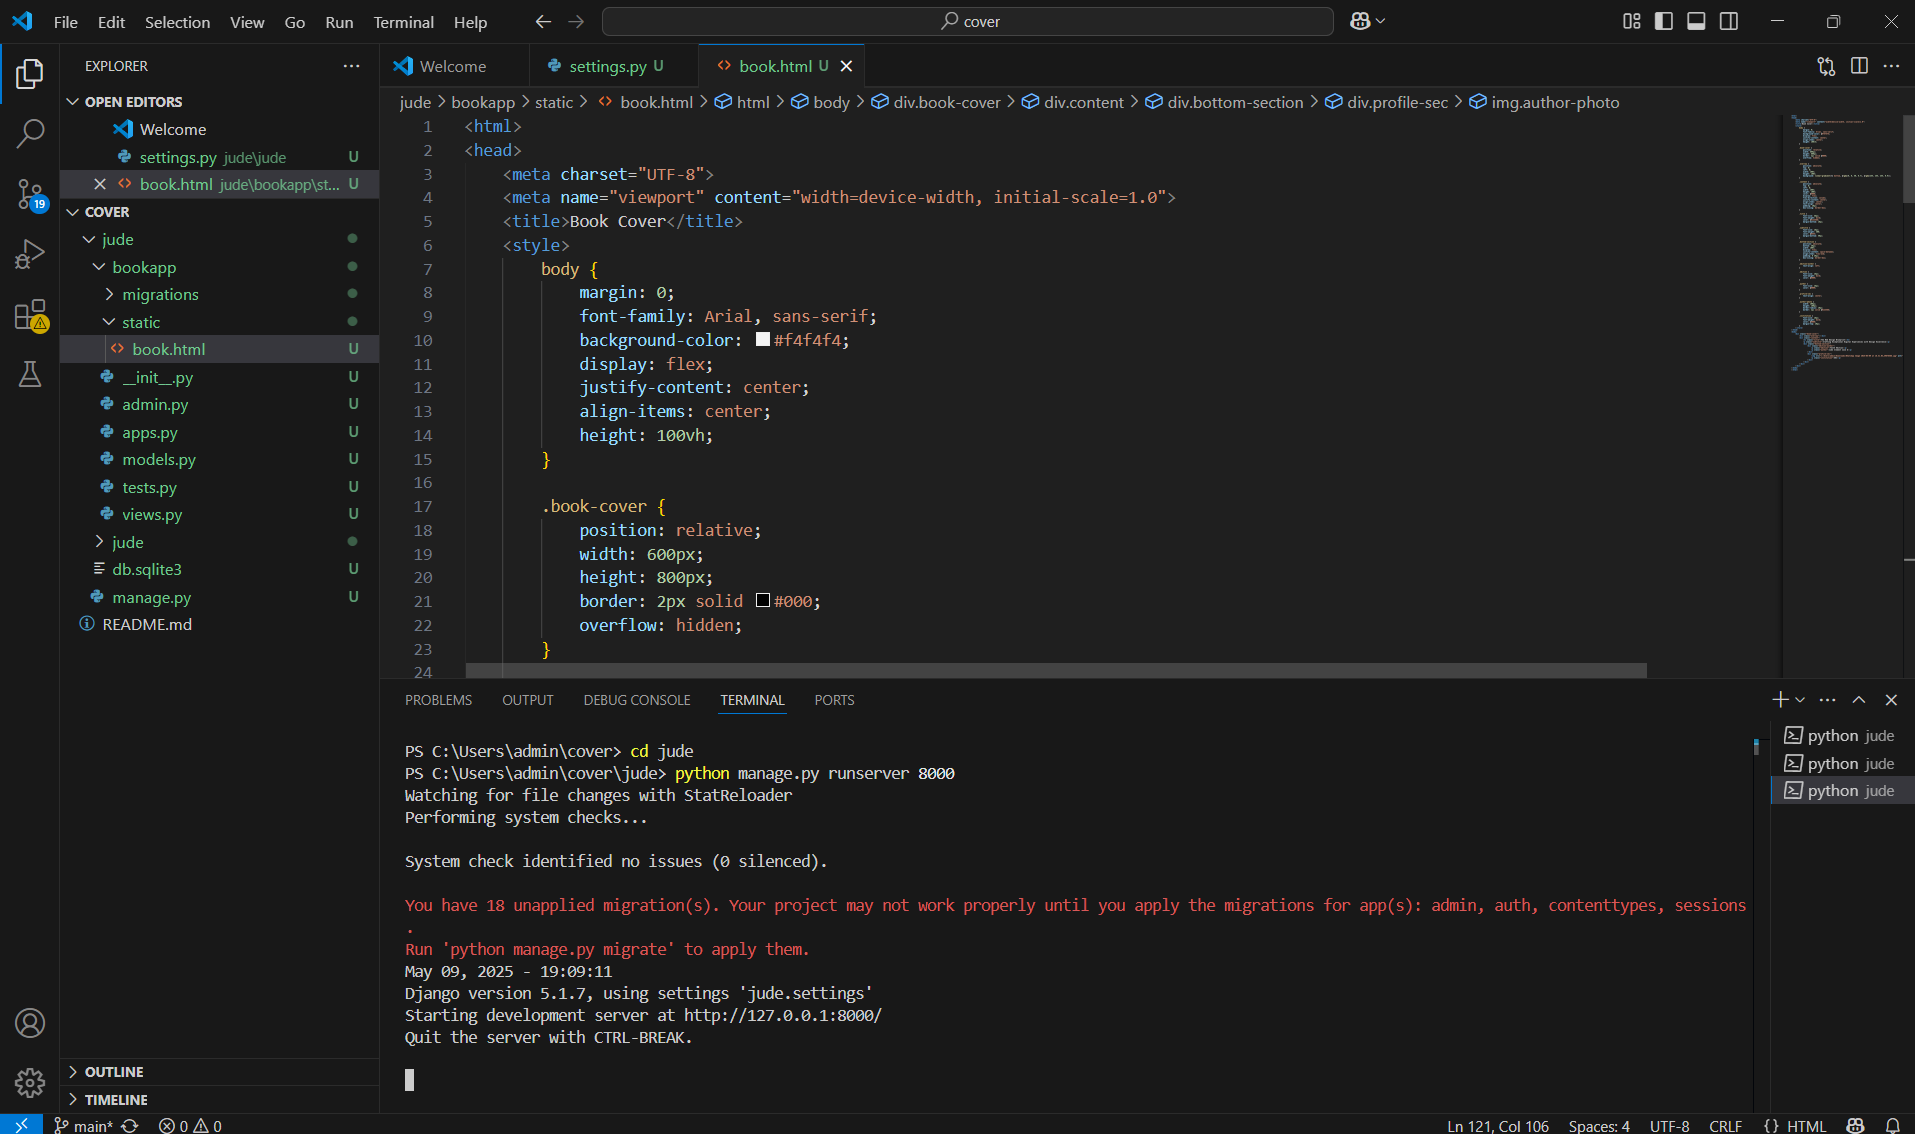 File Edit Selection View Go Run Terminal Help
cover
EXPLORER
OPEN EDITORS
Welcome
settings.py jude\jude U
book.html jude\bookapp\st... U
COVER
jude
bookapp
migrations
static
book.html U
__init__.py U
admin.py U
apps.py U
models.py U
tests.py U
views.py U
jude
db.sqlite3 U
manage.py U
README.md
OUTLINE
TIMELINE
19
Welcome settings.py U book.html U
jude bookapp static book.html html body div.book-cover div.content div.bottom-section div.profile-sec img.author-photo
1 <html>
2 <head>
3 <meta charset="UTF-8">
4 <meta name="viewport" content="width=device-width, initial-scale=1.0">
5 <title>Book Cover</title>
6 <style>
7 body {
8 margin: 0;
9 font-family: Arial, sans-serif;
10 background-color: #f4f4f4;
11 display: flex;
12 justify-content: center;
13 align-items: center;
14 height: 100vh;
15 }
16
17 .book-cover {
18 position: relative;
19 width: 600px;
20 height: 800px;
21 border: 2px solid #000;
22 overflow: hidden;
23 }
24
PROBLEMS OUTPUT DEBUG CONSOLE TERMINAL PORTS
PS C:\Users\admin\cover> cd jude
PS C:\Users\admin\cover\jude> python manage.py runserver 8000
Watching for file changes with StatReloader
Performing system checks...
System check identified no issues (0 silenced).
You have 18 unapplied migration(s). Your project may not work properly until you apply the migrations for app(s): admin, auth, contenttypes, sessions
.
Run 'python manage.py migrate' to apply them.
May 09, 2025 - 19:09:11
Django version 5.1.7, using settings 'jude.settings'
Starting development server at http://127.0.0.1:8000/
Quit the server with CTRL-BREAK.
python jude
python jude
python jude
main* 0 0
Ln 121, Col 106 Spaces: 4 UTF-8 CRLF {} HTML